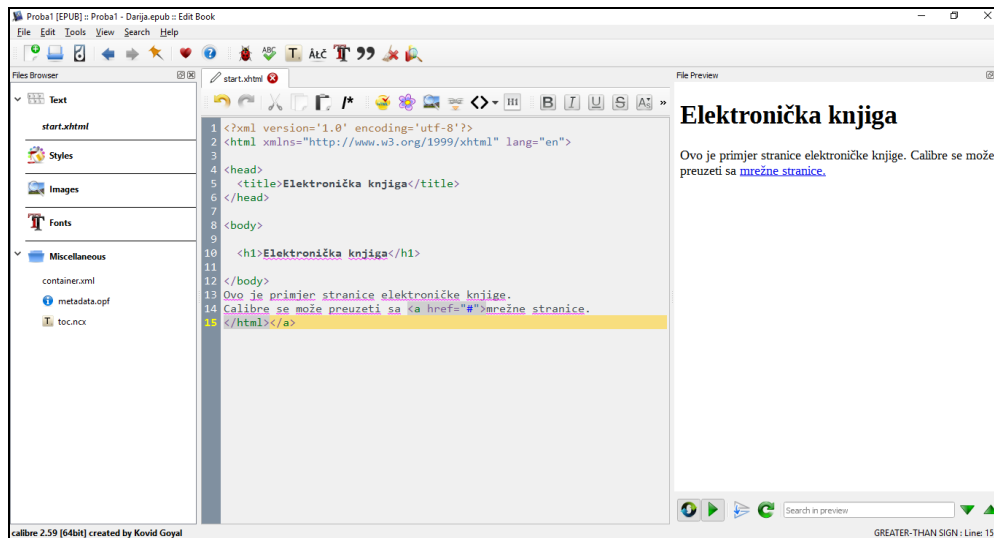 Proba1 [EPUB] :: Proba1 - Darija.epub :: Edit Book
File Edit Tools View Search Help
ABC T. ÀŁČ
Files Browser
Text
start.xhtml
Styles
Images
Fonts
Miscellaneous
container.xml
metadata.opf
toc.ncx
start.xhtml
H1 B I U S A
1 <?xml version='1.0' encoding='utf-8'?>
2 <html xmlns="http://www.w3.org/1999/xhtml" lang="en">
3
4 <head>
5 <title>Elektronička knjiga</title>
6 </head>
7
8 <body>
9
10 <h1>Elektronička knjiga</h1>
11
12 </body>
13 Ovo je primjer stranice elektroničke knjige.
14 Calibre se može preuzeti sa <a href="#">mrežne stranice.
15 </html></a>
File Preview
Elektronička knjiga
Ovo je primjer stranice elektroničke knjige. Calibre se može
preuzeti sa mrežne stranice.
Search in preview
calibre 2.59 [64bit] created by Kovid Goyal
GREATER-THAN SIGN : Line: 15